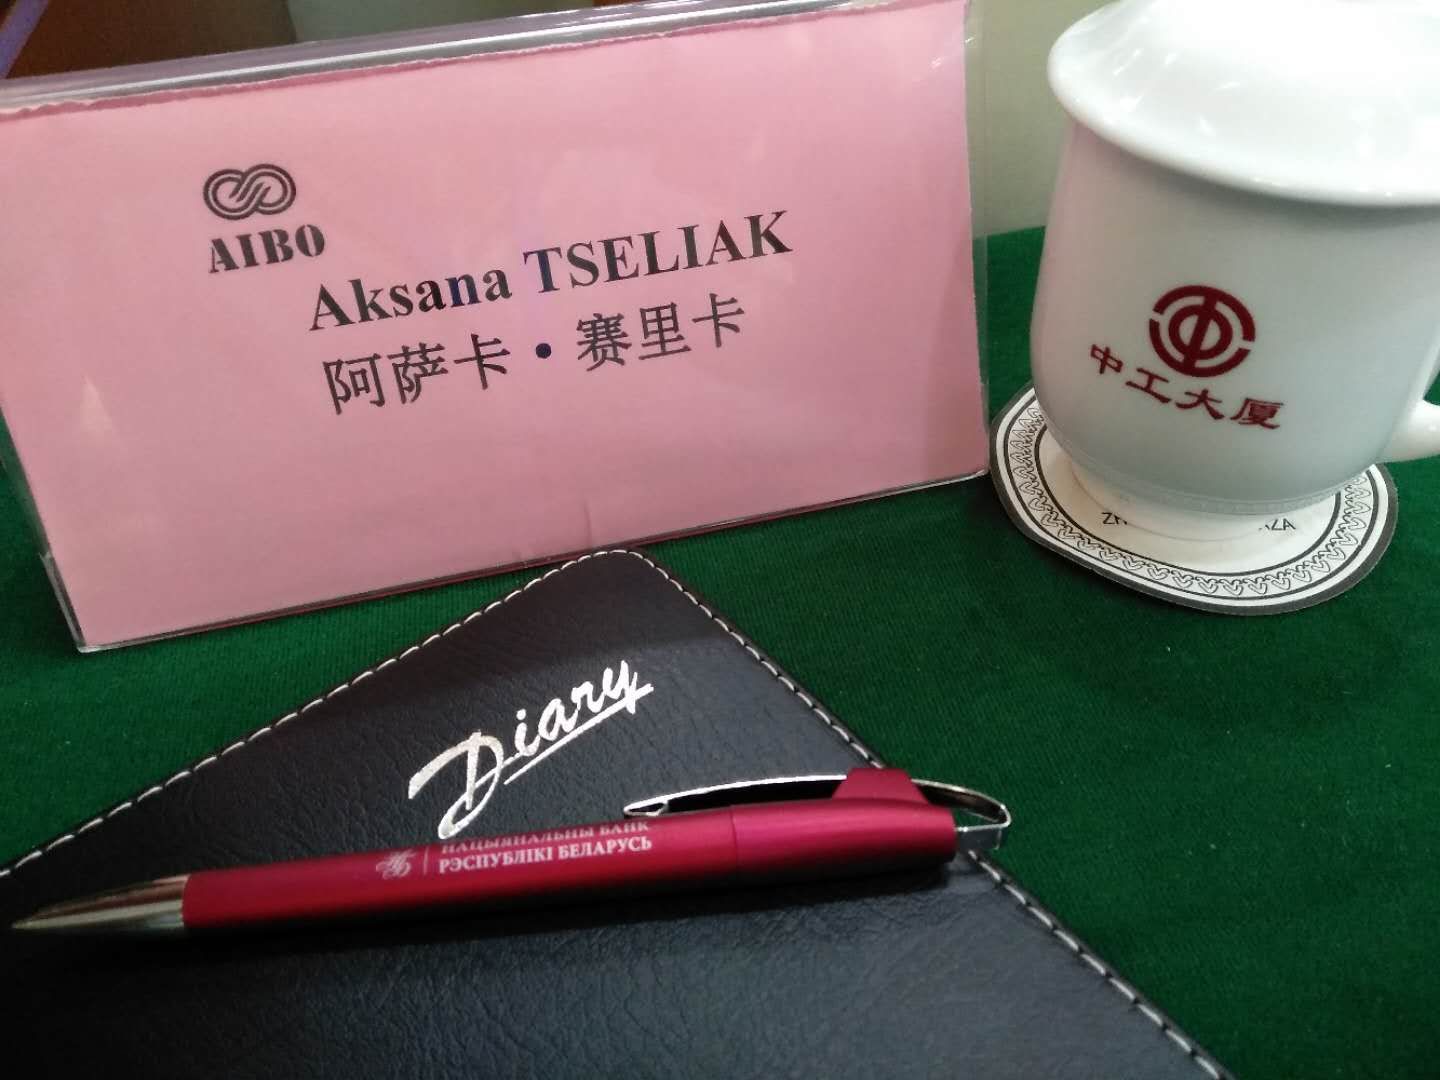 AIBO
Aksana TSELIAK
阿萨卡·赛里卡
中工大厦
Diary
НАЦЫЯНАЛЬНЫ БАНК
РЭСПУБЛІКІ БЕЛАРУСЬ